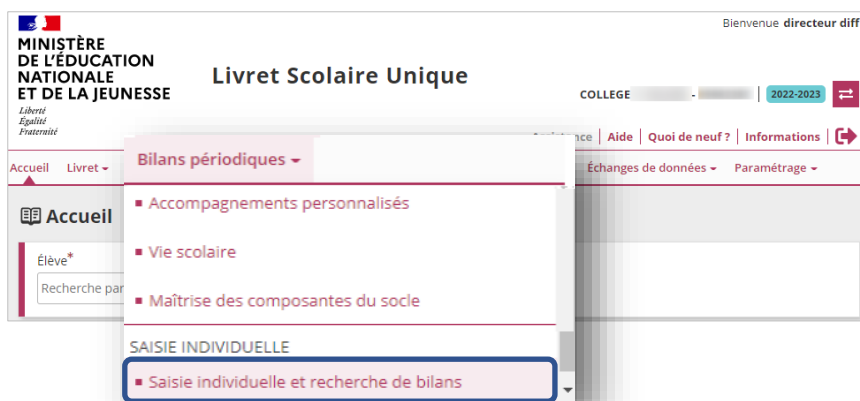 Bienvenue directeur diff
MINISTÈRE
DE L'ÉDUCATION
NATIONALE
ET DE LA JEUNESSE
Liberté
Égalité
Fraternité
Livret Scolaire Unique
COLLEGE - 2022-2023
Aide | Quoi de neuf ? | Informations
Accueil Livret Bilans périodiques Échanges de données Paramétrage
Accueil
Élève*
Recherche par
Accompagnements personnalisés
Vie scolaire
Maîtrise des composantes du socle
SAISIE INDIVIDUELLE
Saisie individuelle et recherche de bilans